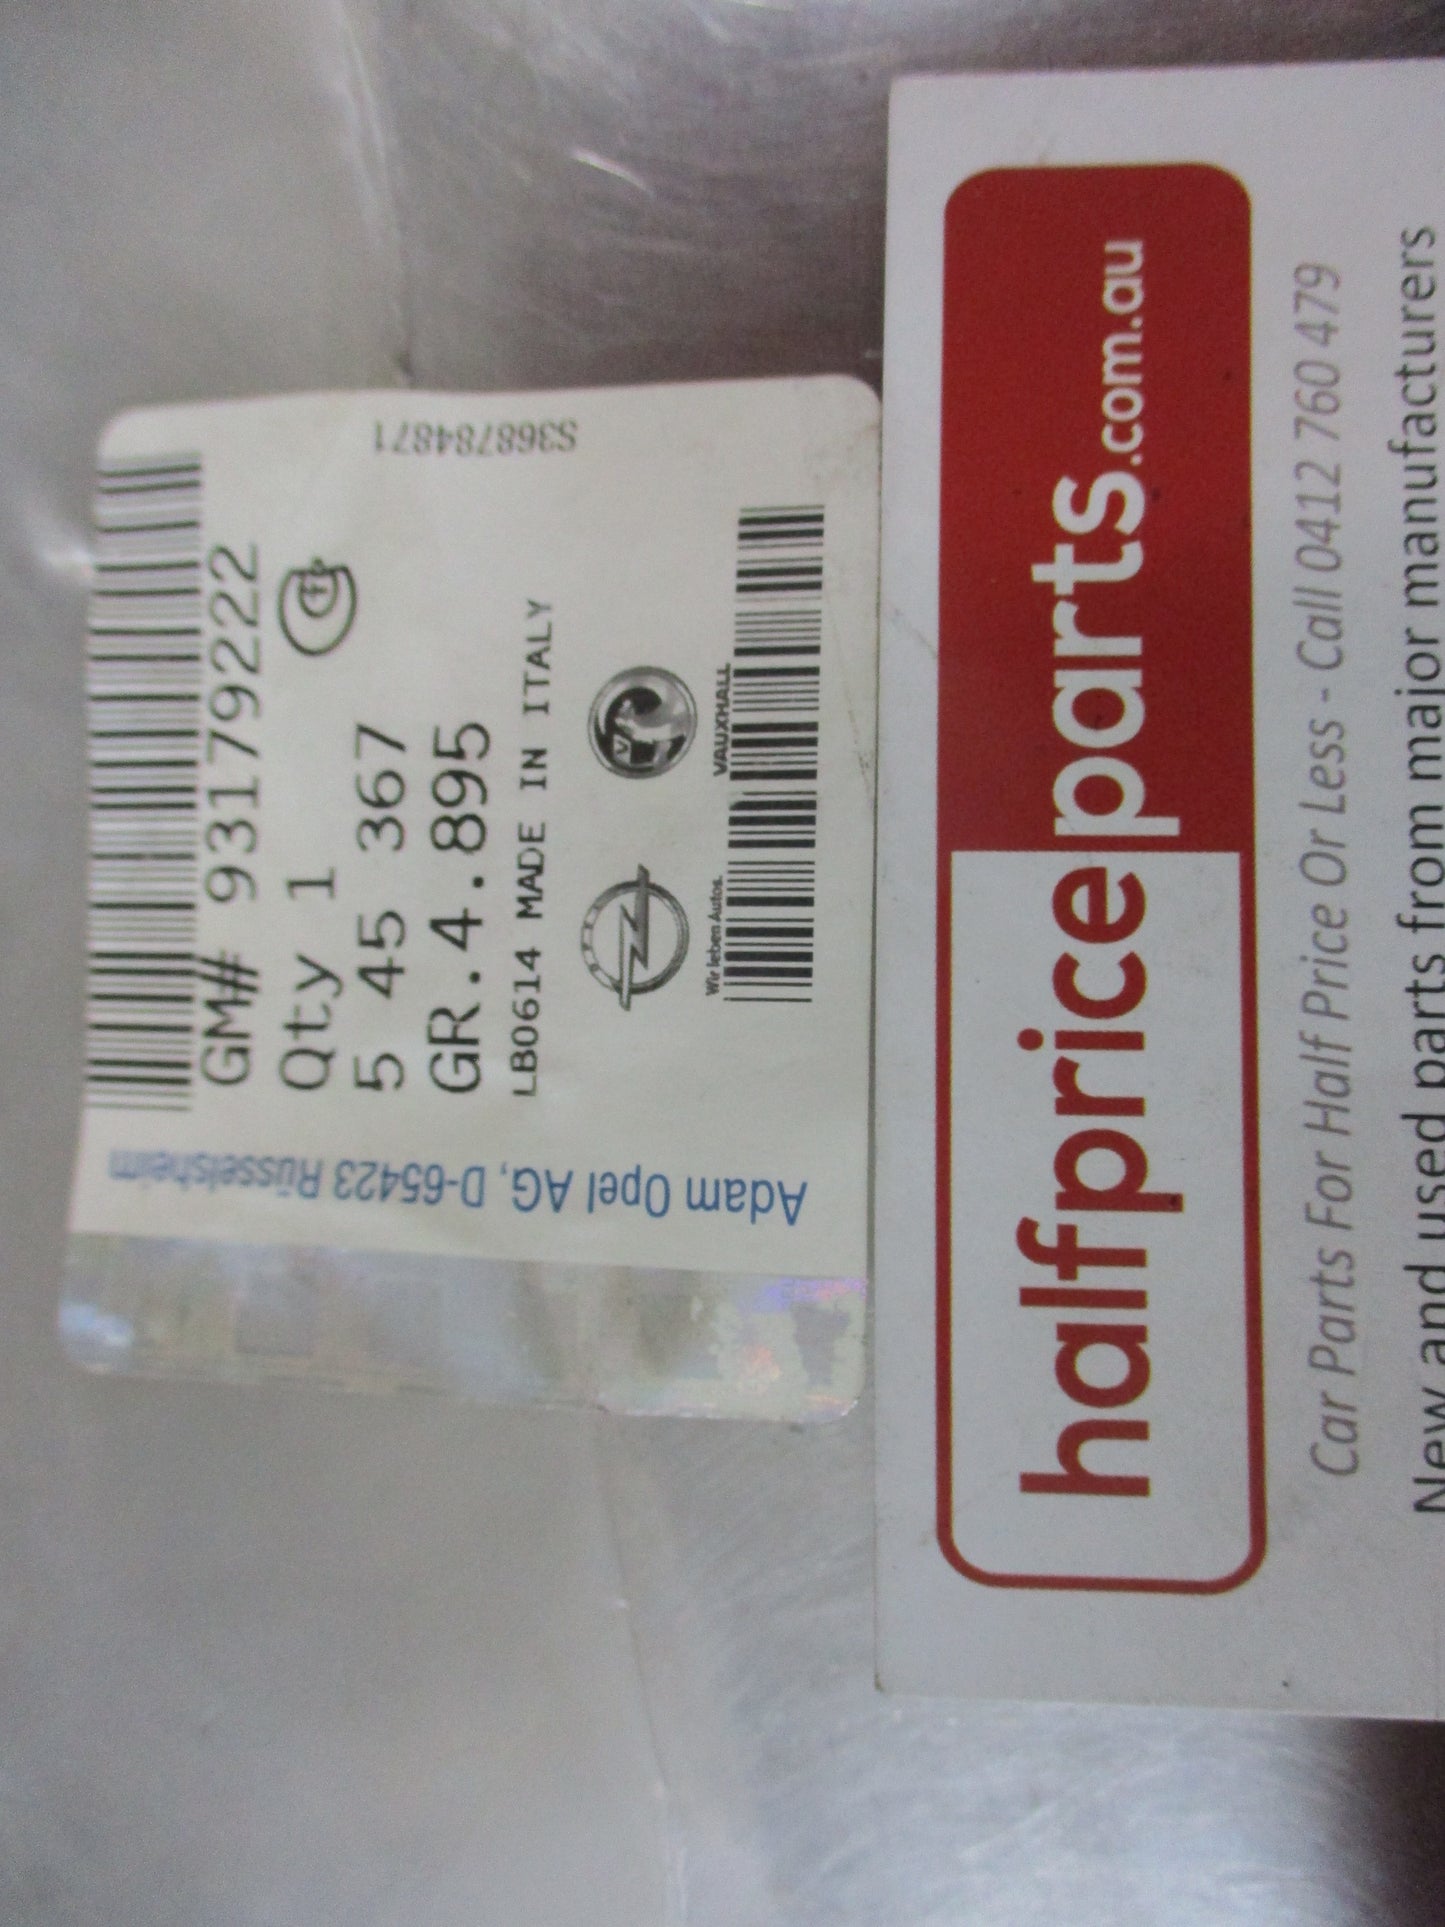 GM# 93179222
Qty 1
5 45 367
GR.4.895
LB0614 MADE IN ITALY
Wir leben Autos.
VAUXHALL
S368784871
Adam Opel AG, D-65423 Rüsselsheim
halfpriceparts.com.au
Car Parts For Half Price Or Less - Call 0412 760 479
New and used parts from major manufacturers